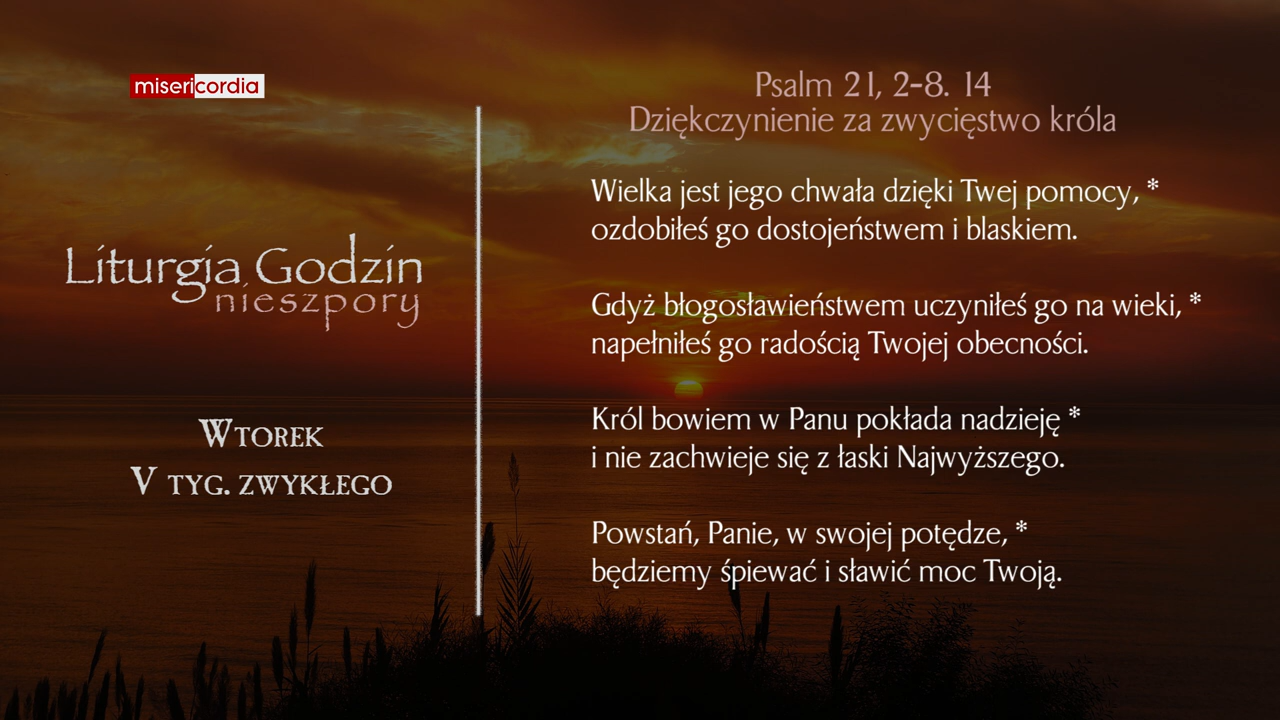 misericordia
Liturgia Godzin
nieszpory
Wtorek
V tyg. zwykłego
Psalm 21, 2-8. 14
Dziękczynienie za zwycięstwo króla
Wielka jest jego chwała dzięki Twej pomocy, *
ozdobiłeś go dostojeństwem i blaskiem.
Gdyż błogosławieństwem uczyniłeś go na wieki, *
napełniłeś go radością Twojej obecności.
Król bowiem w Panu pokłada nadzieję *
i nie zachwieje się z łaski Najwyższego.
Powstań, Panie, w swojej potędze, *
będziemy śpiewać i sławić moc Twoją.